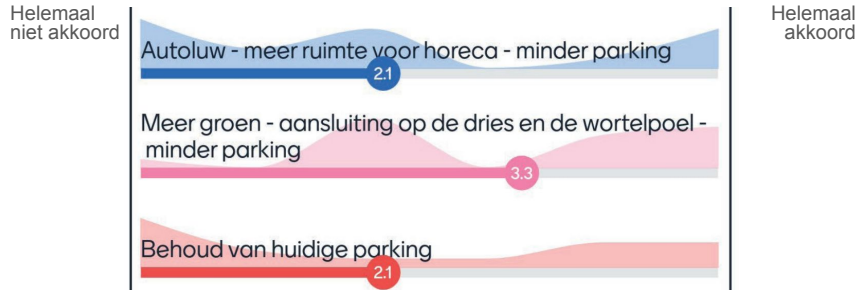 Helemaal
niet akkoord
Helemaal
akkoord
Autoluw - meer ruimte voor horeca - minder parking
2.1
Meer groen - aansluiting op de dries en de wortelpoel -
minder parking
3.3
Behoud van huidige parking
2.1